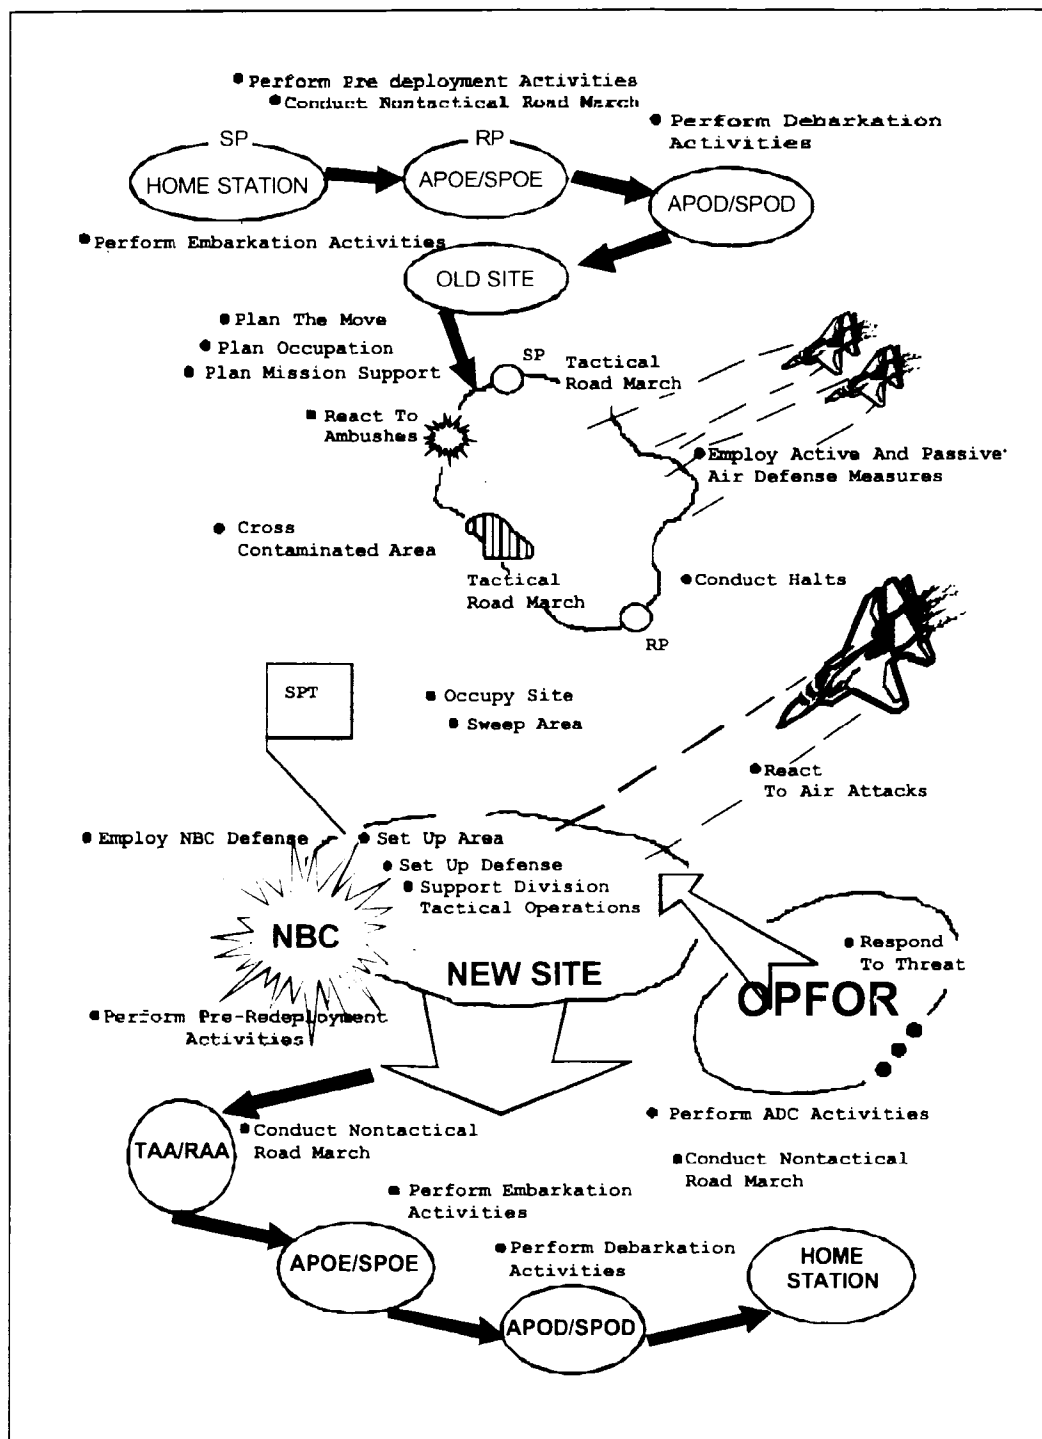 ● Perform Pre deployment Activities
● Conduct Nontactical Road March
● Perform Debarkation
Activities
SP
HOME STATION
RP
APOE/SPOE
APOD/SPOD
● Perform Embarkation Activities
OLD SITE
● Plan The Move
● Plan Occupation
● Plan Mission Support
SP
Tactical
Road March
■ React To
Ambushes
● Employ Active And Passive
Air Defense Measures
● Cross
Contaminated Area
Tactical
Road March
● Conduct Halts
RP
SPT
■ Occupy Site
● Sweep Area
● React
To Air Attacks
● Employ NBC Defense
● Set Up Area
● Set Up Defense
■ Support Division
Tactical Operations
NBC
NEW SITE
● Respond
To Threat
OPFOR
■ Perform Pre-Redeployment
Activities
● Perform ADC Activities
TAA/RAA
● Conduct Nontactical
Road March
■ Conduct Nontactical
Road March
■ Perform Embarkation
Activities
APOE/SPOE
● Perform Debarkation
Activities
HOME
STATION
APOD/SPOD